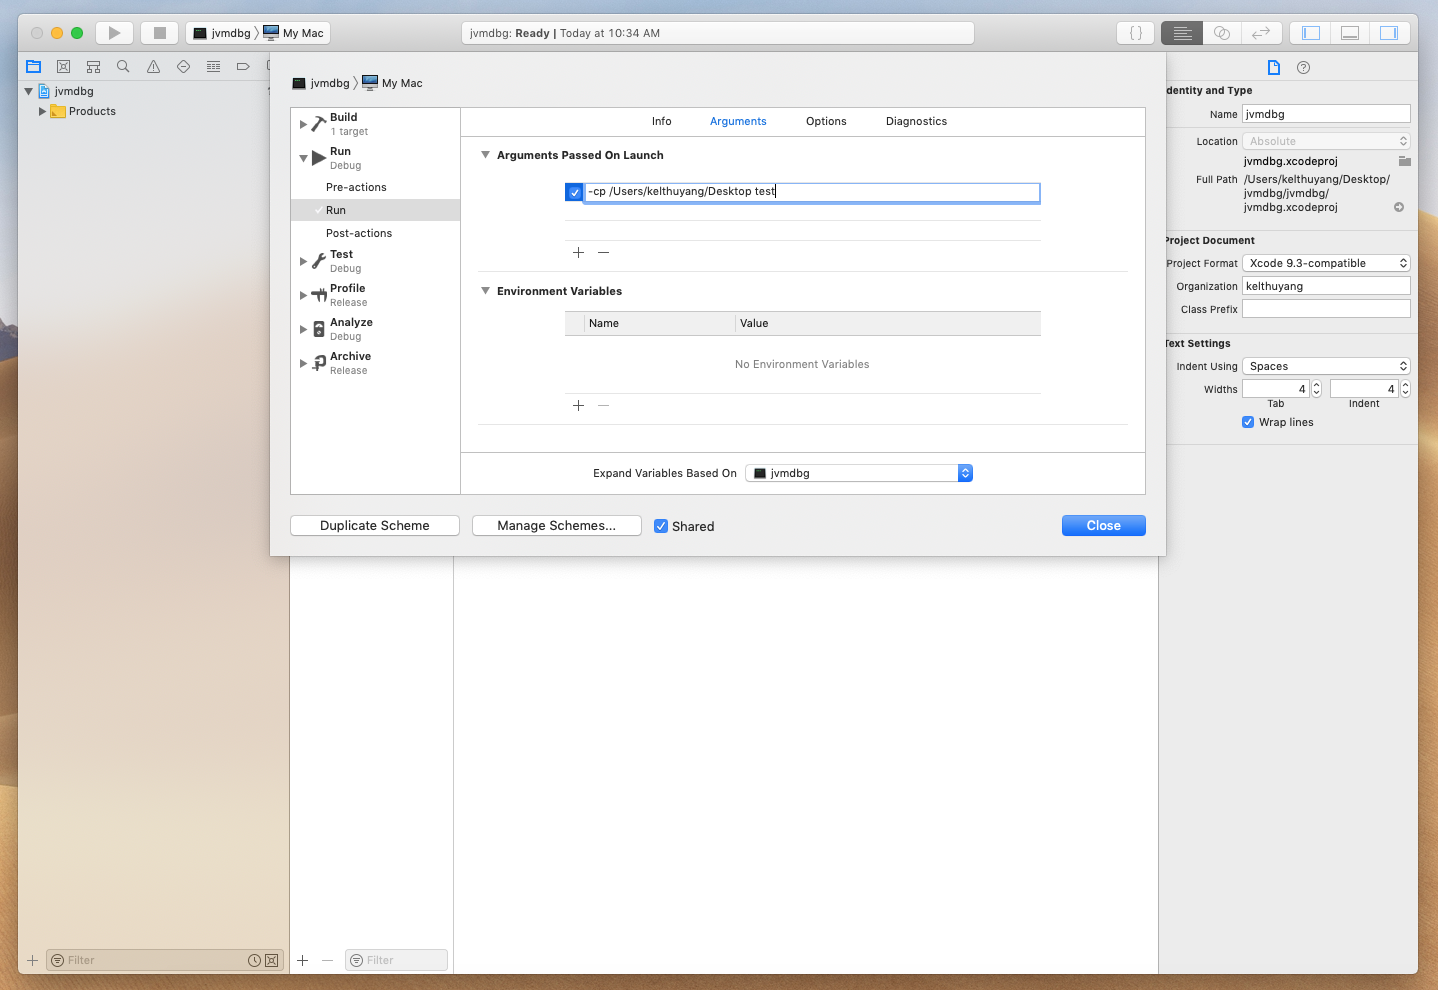 jvmdbg My Mac
jvmdbg: Ready | Today at 10:34 AM
{ }
jvmdbg
Products
jvmdbg My Mac
Build
1 target
Run
Debug
Pre-actions
Run
Post-actions
Test
Debug
Profile
Release
Analyze
Debug
Archive
Release
Info Arguments Options Diagnostics
Arguments Passed On Launch
-cp /Users/kelthuyang/Desktop test
Environment Variables
Name Value
No Environment Variables
Expand Variables Based On jvmdbg
Duplicate Scheme Manage Schemes... Shared Close
dentity and Type
Name jvmdbg
Location Absolute
jvmdbg.xcodeproj
Full Path /Users/kelthuyang/Desktop/
jvmdbg/jvmdbg/
jvmdbg.xcodeproj
Project Document
Project Format Xcode 9.3-compatible
Organization kelthuyang
Class Prefix
Text Settings
Indent Using Spaces
Widths 4 4
Tab Indent
Wrap lines
Filter Filter